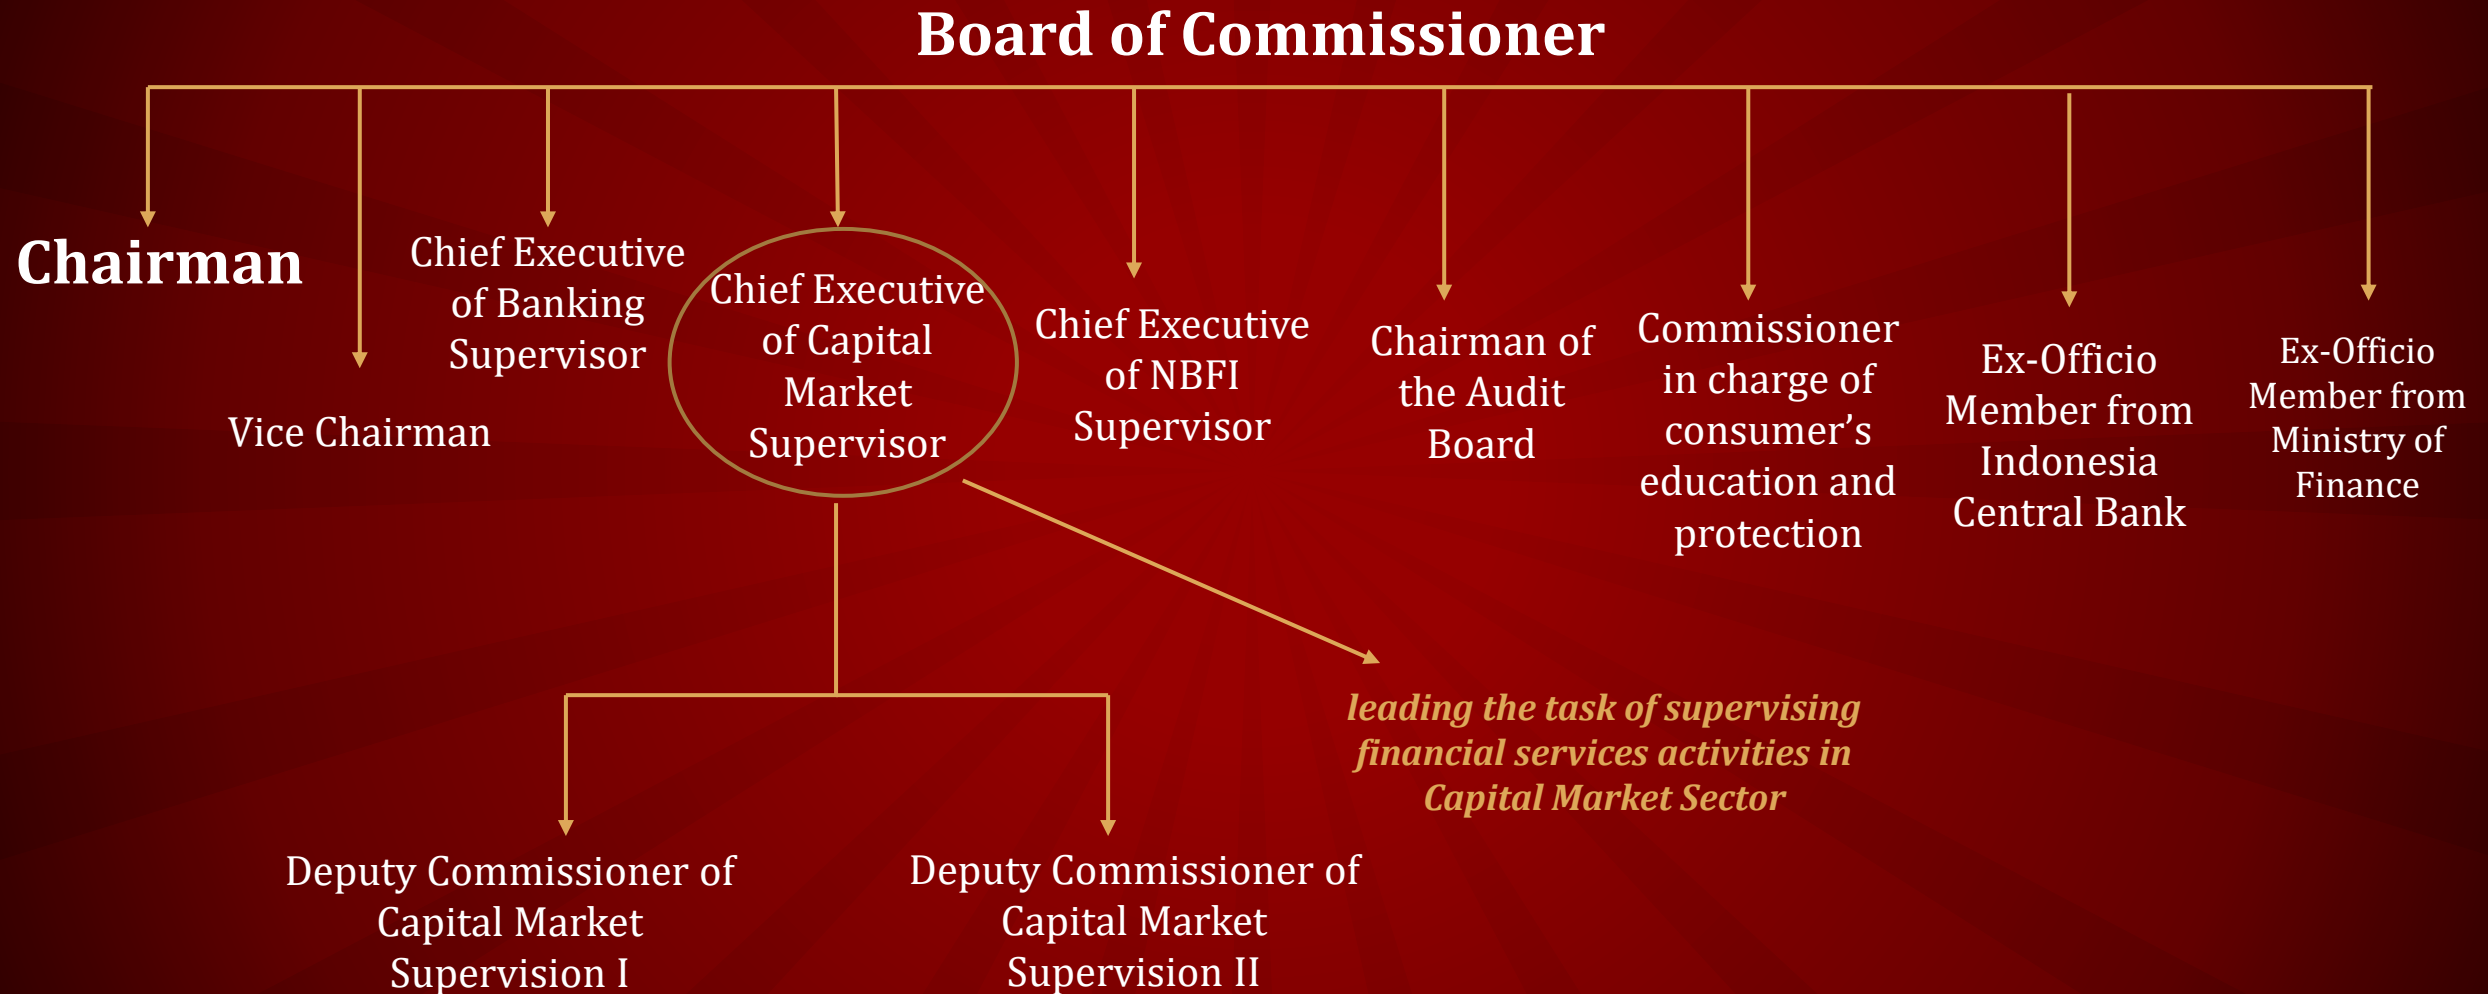 Board of Commissioner
Chairman
Vice Chairman
Chief Executive
of Banking
Supervisor
Chief Executive
of Capital
Market
Supervisor
Chief Executive
of NBFI
Supervisor
Chairman of
the Audit
Board
Commissioner
in charge of
consumer’s
education and
protection
Ex-Officio
Member from
Indonesia
Central Bank
Ex-Officio
Member from
Ministry of
Finance
leading the task of supervising
financial services activities in
Capital Market Sector
Deputy Commissioner of
Capital Market
Supervision I
Deputy Commissioner of
Capital Market
Supervision II